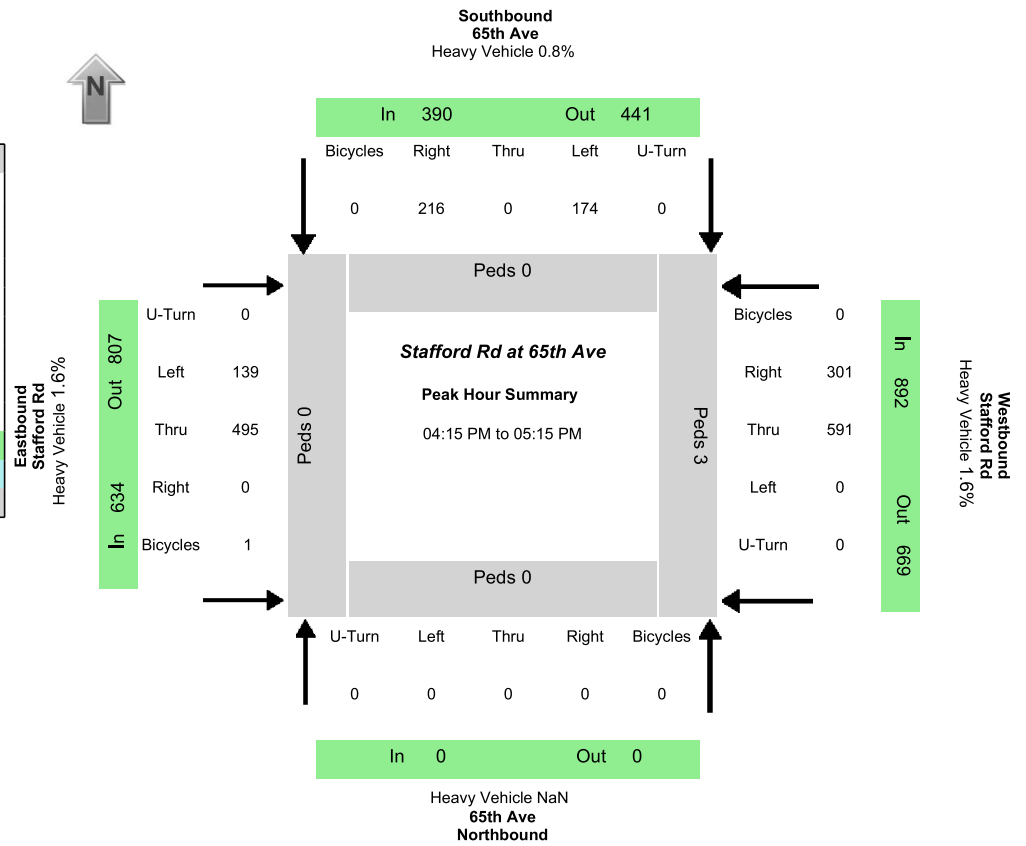 Southbound
65th Ave
Heavy Vehicle 0.8%
N
In 390 Out 441
Bicycles Right Thru Left U-Turn
0 216 0 174 0
Peds 0
Eastbound
Stafford Rd
Heavy Vehicle 1.6%
Out 807
In 634
U-Turn 0
Left 139
Thru 495
Right 0
Bicycles 1
Peds 0
Stafford Rd at 65th Ave
Peak Hour Summary
04:15 PM to 05:15 PM
Peds 3
Bicycles 0
Right 301
Thru 591
Left 0
U-Turn 0
In 892
Out 669
Westbound
Stafford Rd
Heavy Vehicle 1.6%
Peds 0
U-Turn Left Thru Right Bicycles
0 0 0 0 0
In 0 Out 0
Heavy Vehicle NaN
65th Ave
Northbound